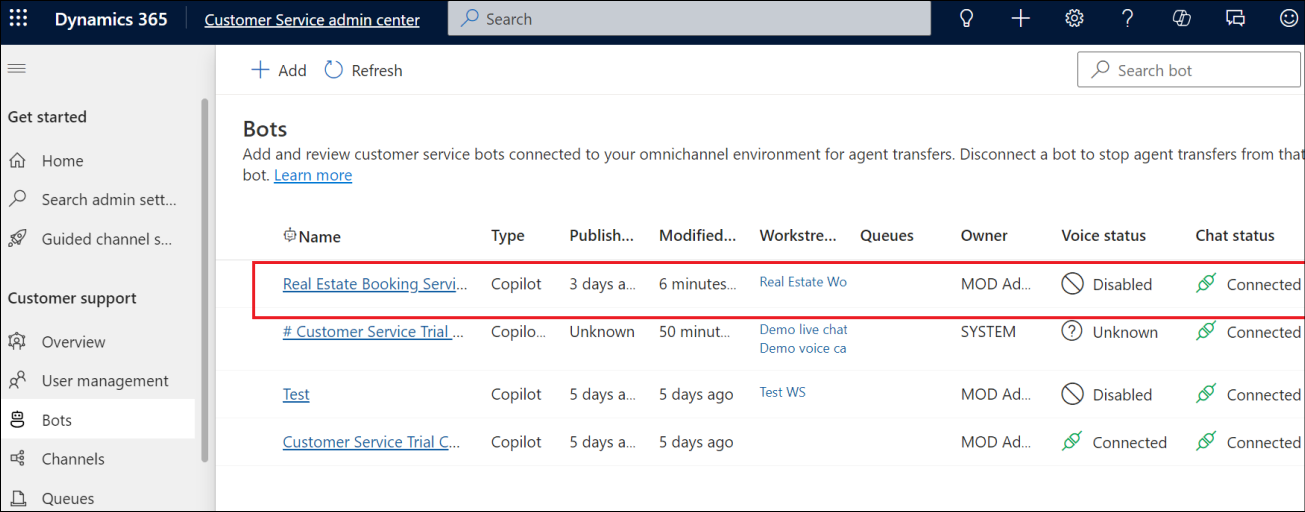 Dynamics 365 Customer Service admin center Search
Add Refresh Search bot
Get started
Home
Search admin sett...
Guided channel s...
Customer support
Overview
User management
Bots
Channels
Queues
Bots
Add and review customer service bots connected to your omnichannel environment for agent transfers. Disconnect a bot to stop agent transfers from that
bot. Learn more
Name Type Publish... Modified... Workstre... Queues Owner Voice status Chat status
Real Estate Booking Servi... Copilot 3 days a... 6 minutes... Real Estate Wo MOD Ad... Disabled Connected
# Customer Service Trial ... Copilo... Unknown 50 minut... Demo live chat SYSTEM Unknown Connected
Demo voice ca
Test Copilot 5 days a... 5 days ago Test WS MOD Ad... Disabled Connected
Customer Service Trial C... Copilot 5 days a... 5 days ago MOD Ad... Connected Connected